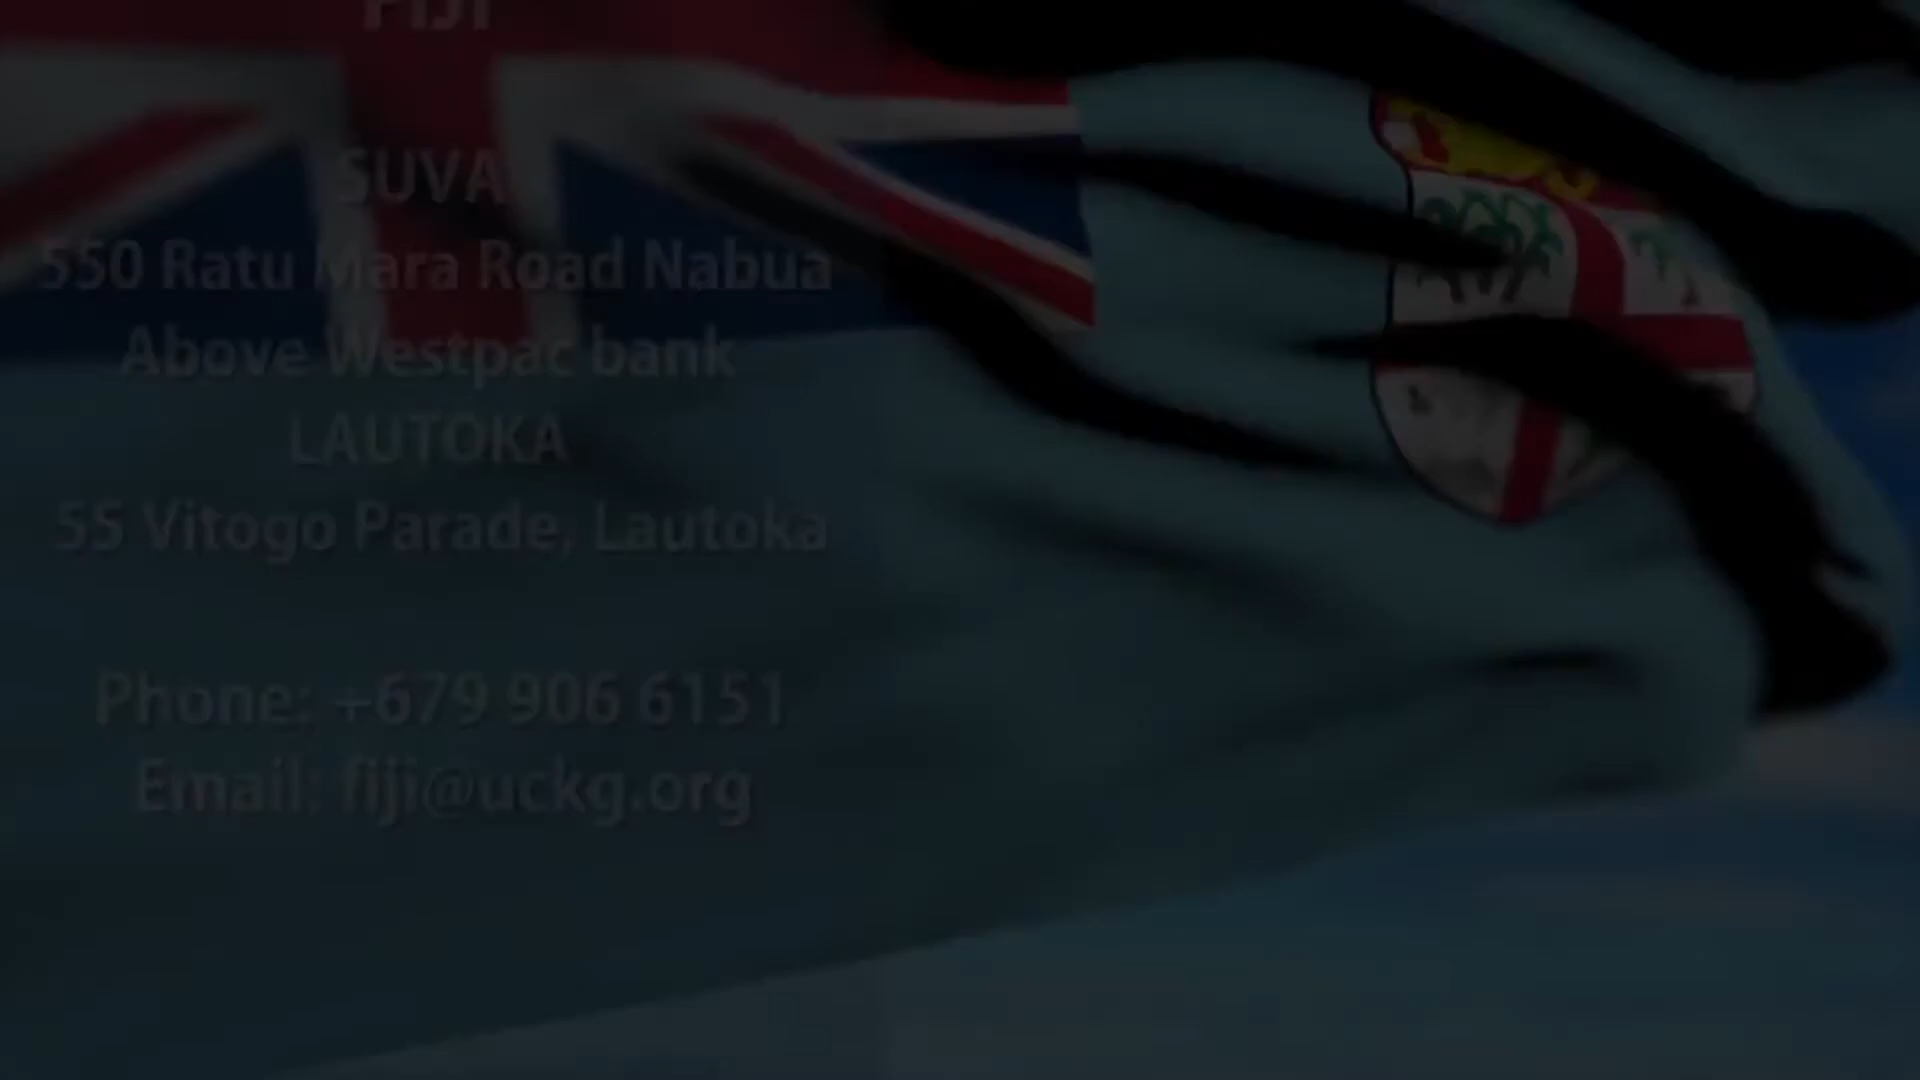 FIJI
SUVA
550 Ratu Mara Road Nabua
Above Westpac bank
LAUTOKA
55 Vitogo Parade, Lautoka
Phone: +679 906 6151
Email: fiji@uckg.org